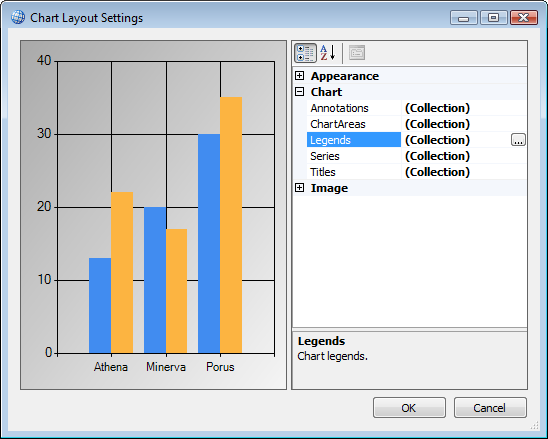 Chart Layout Settings
40
30
20
10
0
Athena Minerva Porus
A
Z
Appearance
Chart
Annotations (Collection)
ChartAreas (Collection)
Legends (Collection) ...
Series (Collection)
Titles (Collection)
Image
Legends
Chart legends.
OK Cancel